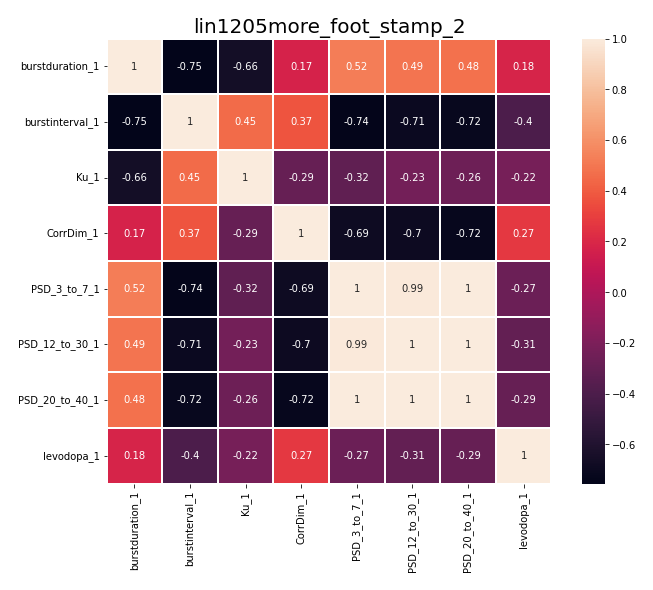 lin1205more_foot_stamp_2
burstduration_1 1 -0.75 -0.66 0.17 0.52 0.49 0.48 0.18
burstinterval_1 -0.75 1 0.45 0.37 -0.74 -0.71 -0.72 -0.4
Ku_1 -0.66 0.45 1 -0.29 -0.32 -0.23 -0.26 -0.22
CorrDim_1 0.17 0.37 -0.29 1 -0.69 -0.7 -0.72 0.27
PSD_3_to_7_1 0.52 -0.74 -0.32 -0.69 1 0.99 1 -0.27
PSD_12_to_30_1 0.49 -0.71 -0.23 -0.7 0.99 1 1 -0.31
PSD_20_to_40_1 0.48 -0.72 -0.26 -0.72 1 1 1 -0.29
levodopa_1 0.18 -0.4 -0.22 0.27 -0.27 -0.31 -0.29 1
burstduration_1
burstinterval_1
Ku_1
CorrDim_1
PSD_3_to_7_1
PSD_12_to_30_1
PSD_20_to_40_1
levodopa_1
1.0
0.8
0.6
0.4
0.2
0.0
−0.2
−0.4
−0.6